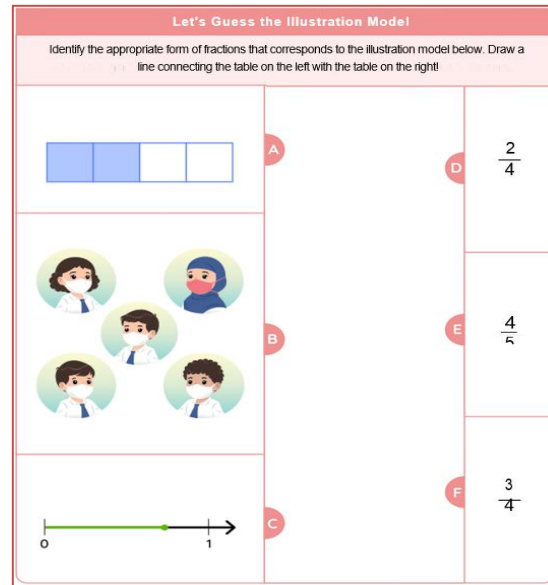 Let's Guess the Illustration Model
Identify the appropriate form of fractions that corresponds to the illustration model below. Draw a
line connecting the table on the left with the table on the right!
A
D
2
4
B
E
4
5
C
F
3
4
0
1